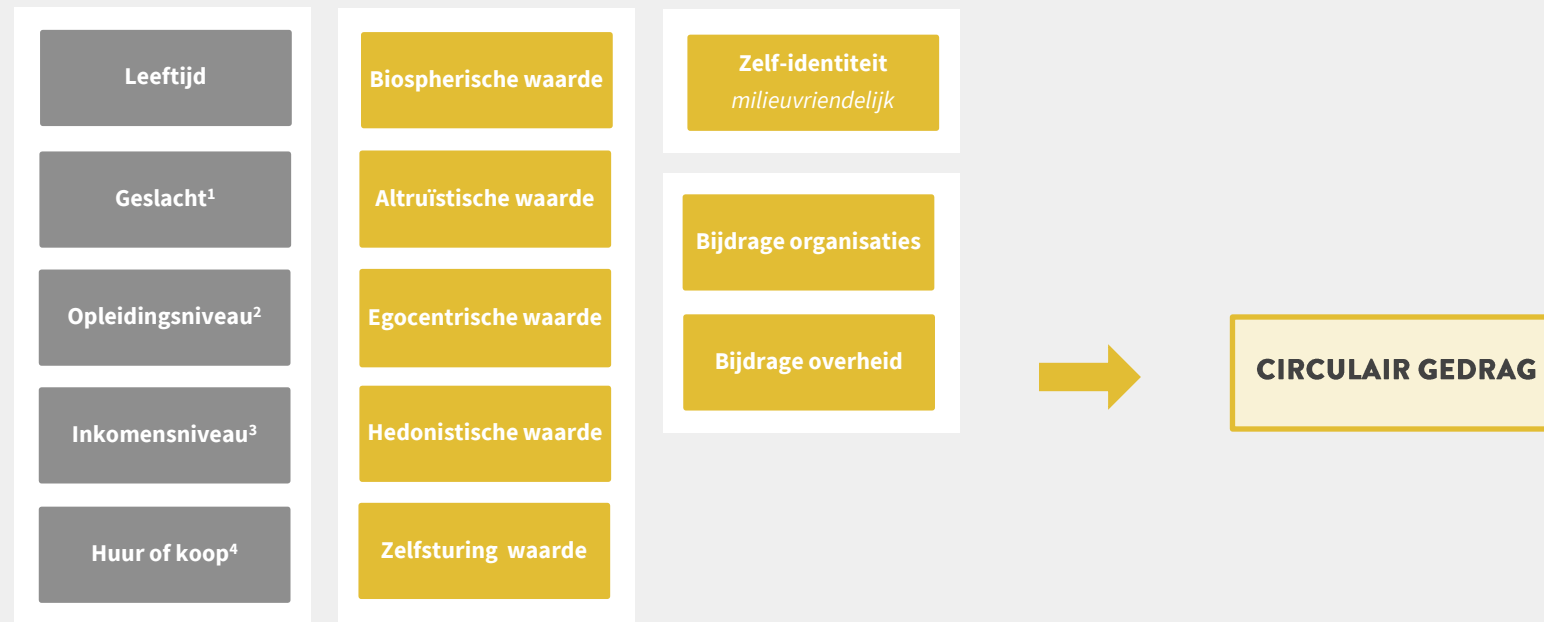 Leeftijd
Geslacht¹
Opleidingsniveau²
Inkomensniveau³
Huur of koop⁴
Biospherische waarde
Altruïstische waarde
Egocentrische waarde
Hedonistische waarde
Zelfsturing waarde
Zelf-identiteit
milieuvriendelijk
Bijdrage organisaties
Bijdrage overheid
CIRCULAIR GEDRAG